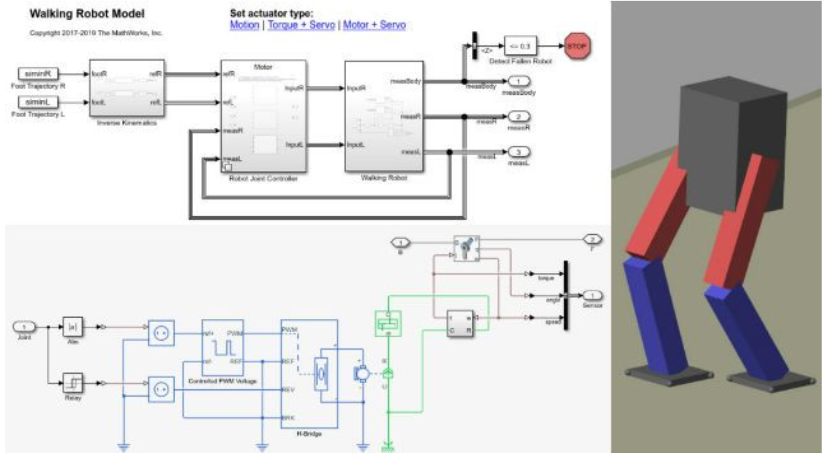 Walking Robot Model
Copyright 2017-2019 The MathWorks, Inc.
Set actuator type:
Motion | Torque + Servo | Motor + Servo
siminR
Foot Trajectory R
siminL
Foot Trajectory L
footR
refR
footL
refL
Inverse Kinematics
Motor
refR
refL
measR
measL
InputR
InputL
Robot Joint Controller
InputR
InputL
measBody
measR
measL
Walking Robot
<Z>
<= 0.3
Detect Fallen Robot
STOP
measBody
1
measBody
measR
2
measR
measL
3
measL
1
Joint
|u|
Abs
Relay
PWM
REF
Controlled PWM Voltage
PWM
REF
REV
BRK
H-Bridge
+
-
1
B
2
F
C
R
torque
angle
speed
1
Sensor